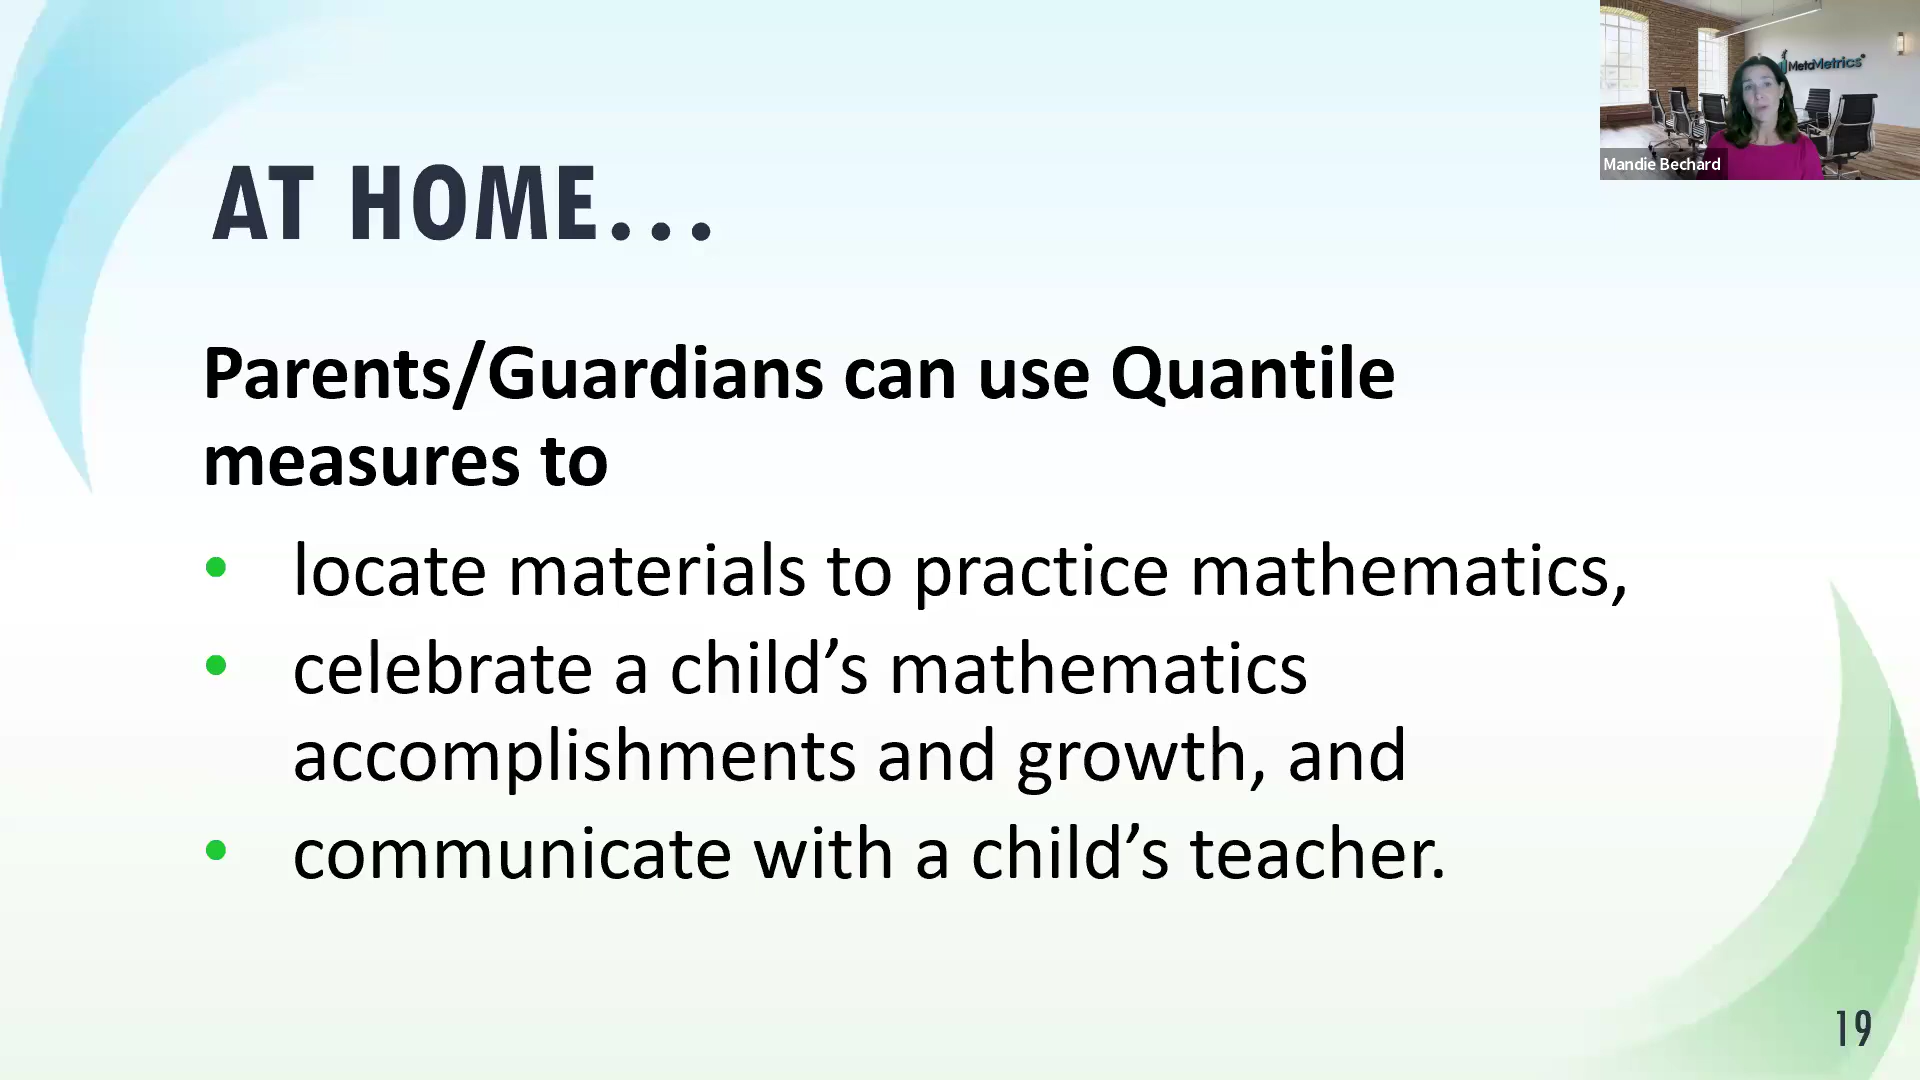 MetaMetrics
Mandie Bechard
AT HOME...
Parents/Guardians can use Quantile
measures to
• locate materials to practice mathematics,
• celebrate a child’s mathematics
accomplishments and growth, and
• communicate with a child’s teacher.
19